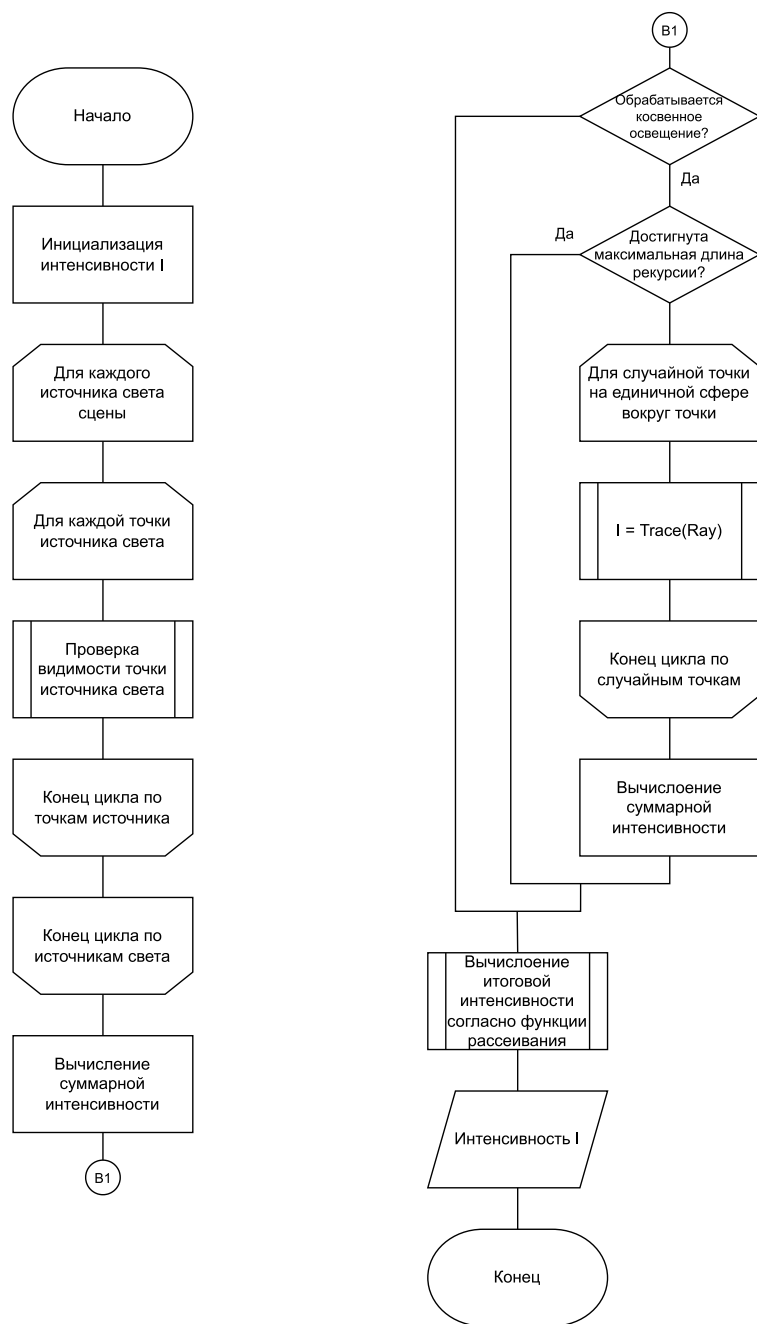 Начало
Инициализация
интенсивности I
Для каждого
источника света
сцены
Для каждой точки
источника света
Проверка
видимости точки
источника света
Конец цикла по
точкам источника
Конец цикла по
источникам света
Вычисление
суммарной
интенсивности
B1
B1
Обрабатывается
косвенное
освещение?
Да
Да
Достигнута
максимальная длина
рекурсии?
Для случайной точки
на единичной сфере
вокруг точки
I = Trace(Ray)
Конец цикла по
случайным точкам
Вычислоение
суммарной
интенсивности
Вычислоение
итоговой
интенсивности
согласно функции
рассеивания
Интенсивность I
Конец